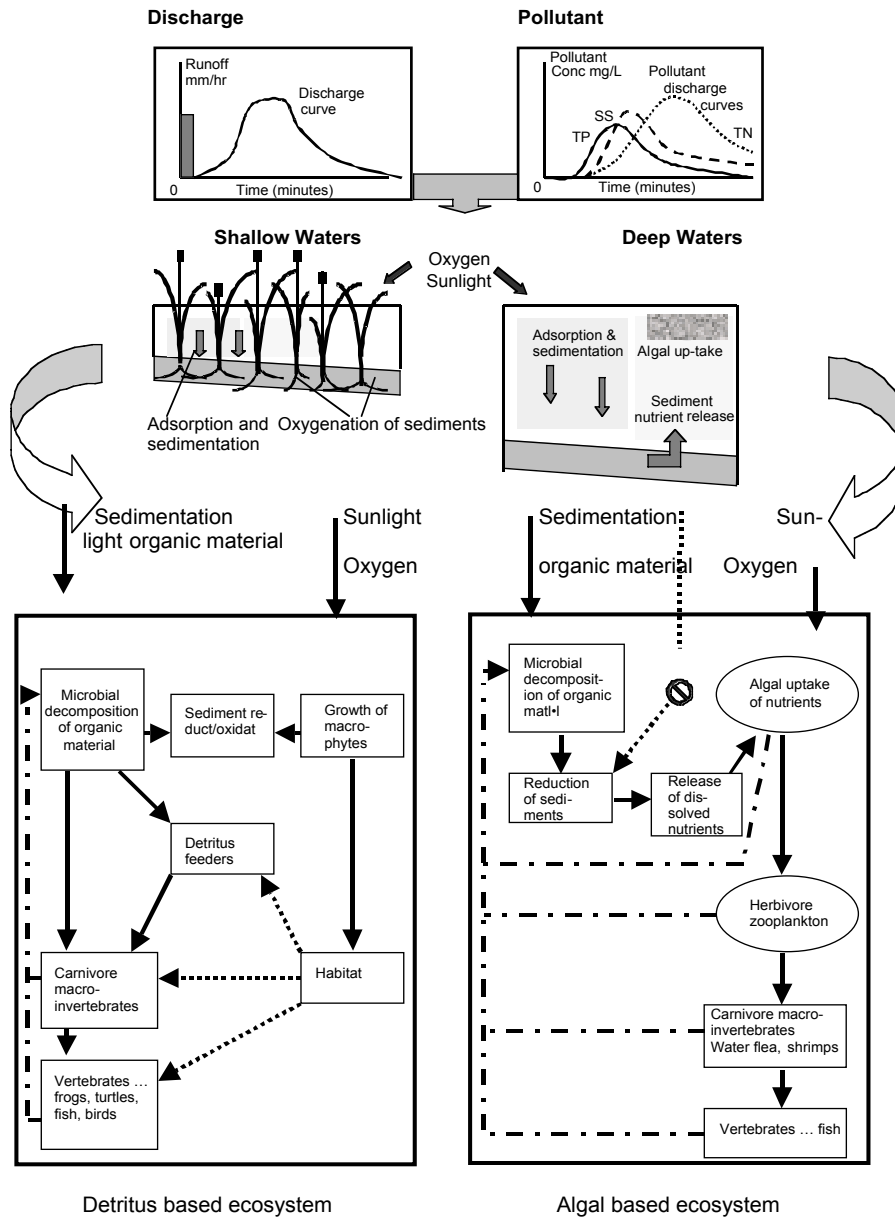 Discharge
Pollutant
Runoff
mm/hr
Discharge
curve
0
Time (minutes)
Pollutant
Conc mg/L
Pollutant
discharge
curves
SS
TP
TN
0
Time (minutes)
Shallow Waters
Deep Waters
Oxygen
Sunlight
Adsorption and
sedimentation
Oxygenation of sediments
Adsorption &
sedimentation
Algal up-take
Sediment
nutrient release
Sedimentation
light organic material
Sunlight
Oxygen
Sedimentation
organic material
Sun-
Oxygen
Microbial
decomposition
of organic
material
Sediment re-
duct/oxidat
Growth of
macro-
phytes
Detritus
feeders
Carnivore
macro-
invertebrates
Habitat
Vertebrates …
frogs, turtles,
fish, birds
Microbial
decomposit-
ion of organic
matl•l
Algal uptake
of nutrients
Reduction
of sedi-
ments
Release
of dis-
solved
nutrients
Herbivore
zooplankton
Carnivore macro-
invertebrates
Water flea, shrimps
Vertebrates … fish
Detritus based ecosystem
Algal based ecosystem